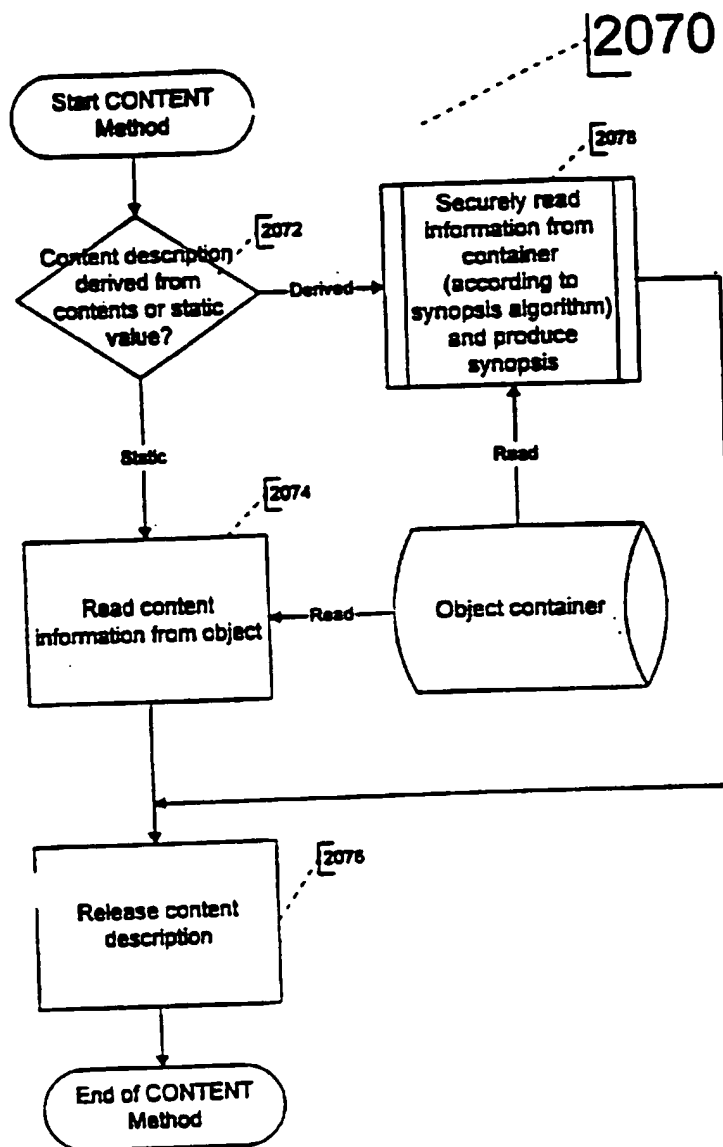 2070
Start CONTENT
Method
2078
Securely read
information from
container
(according to
synopsis algorithm)
and produce
synopsis
2072
Content description
derived from
contents or static
value?
Derived
Static
Read
2074
Read content
information from object
Read
Object container
2076
Release content
description
End of CONTENT
Method